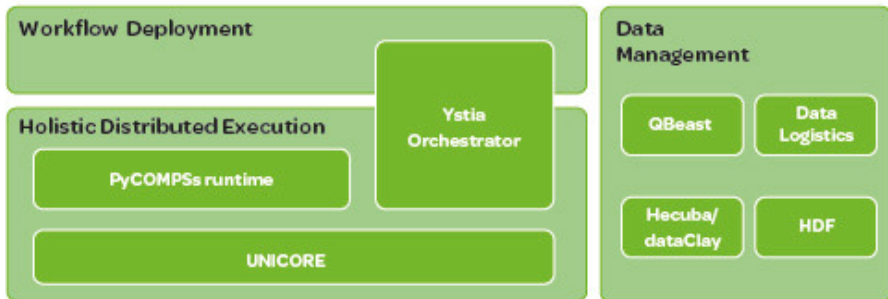 Workflow Deployment
Ystia
Orchestrator
Holistic Distributed Execution
PyCOMPSs runtime
UNICORE
Data
Management
QBeast
Data
Logistics
Hecuba/
dataClay
HDF